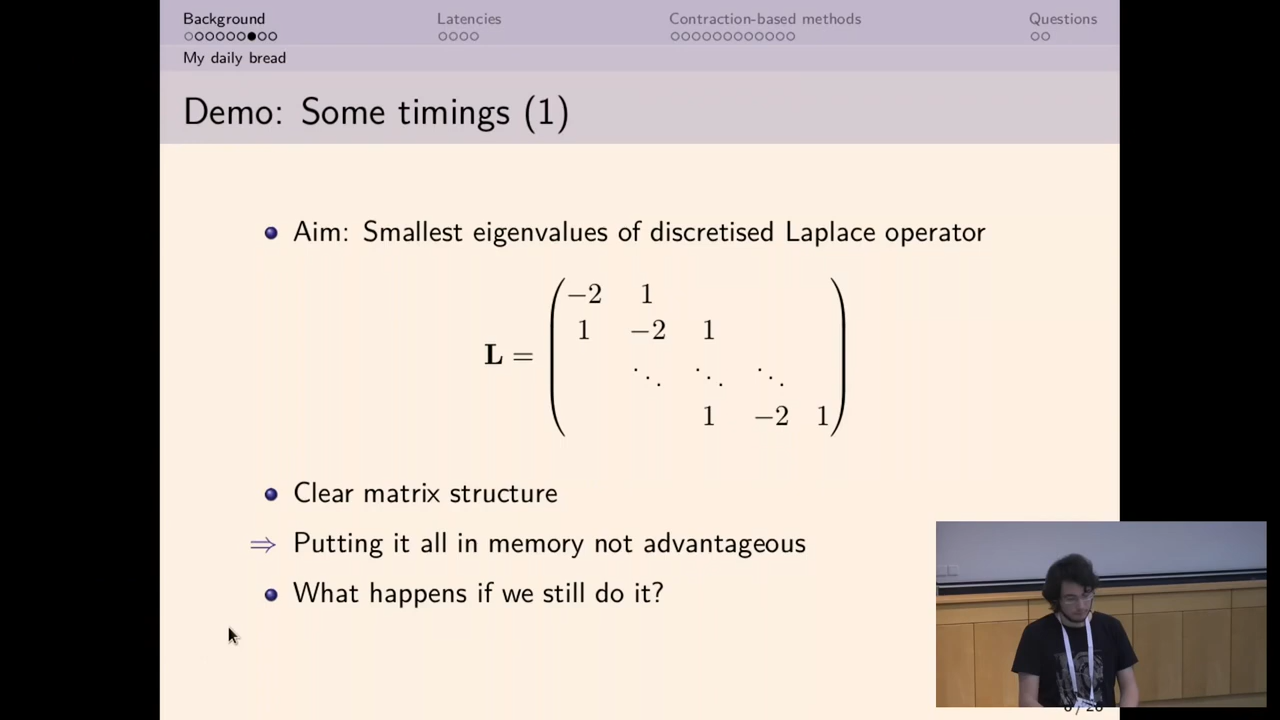 Background Latencies Contraction-based methods Questions
My daily bread
Demo: Some timings (1)
Aim: Smallest eigenvalues of discretised Laplace operator
−2 1
1 −2 1
L =
⋱ ⋱ ⋱
1 −2 1
Clear matrix structure
⇒ Putting it all in memory not advantageous
What happens if we still do it?